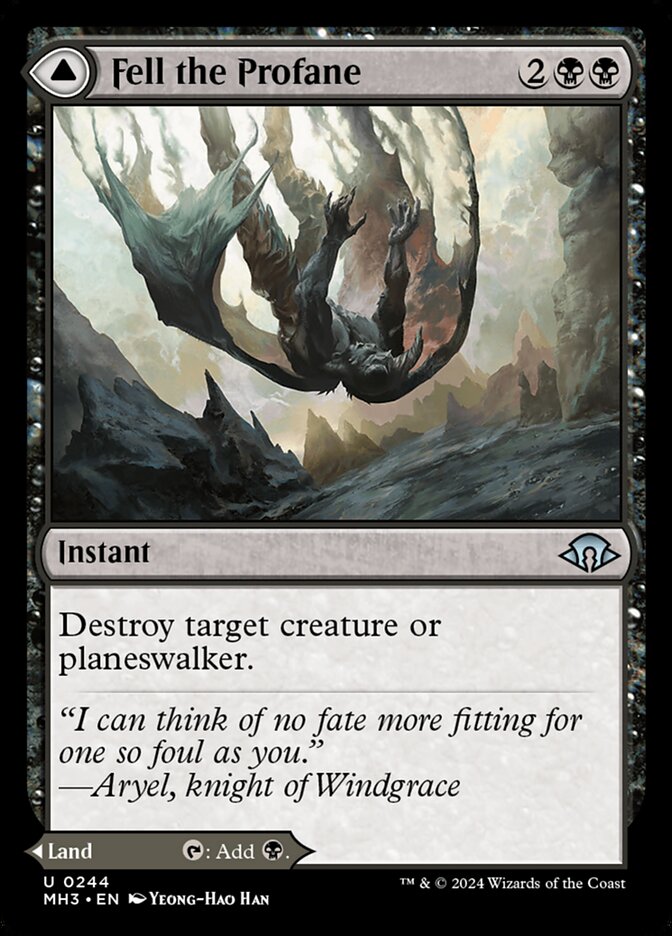 Fell the Profane 2
Instant
Destroy target creature or
planeswalker.
“I can think of no fate more fitting for
one so foul as you.”
—Aryel, knight of Windgrace
Land : Add .
U 0244
MH3 • EN Yeong-Hao Han
™ & © 2024 Wizards of the Coast